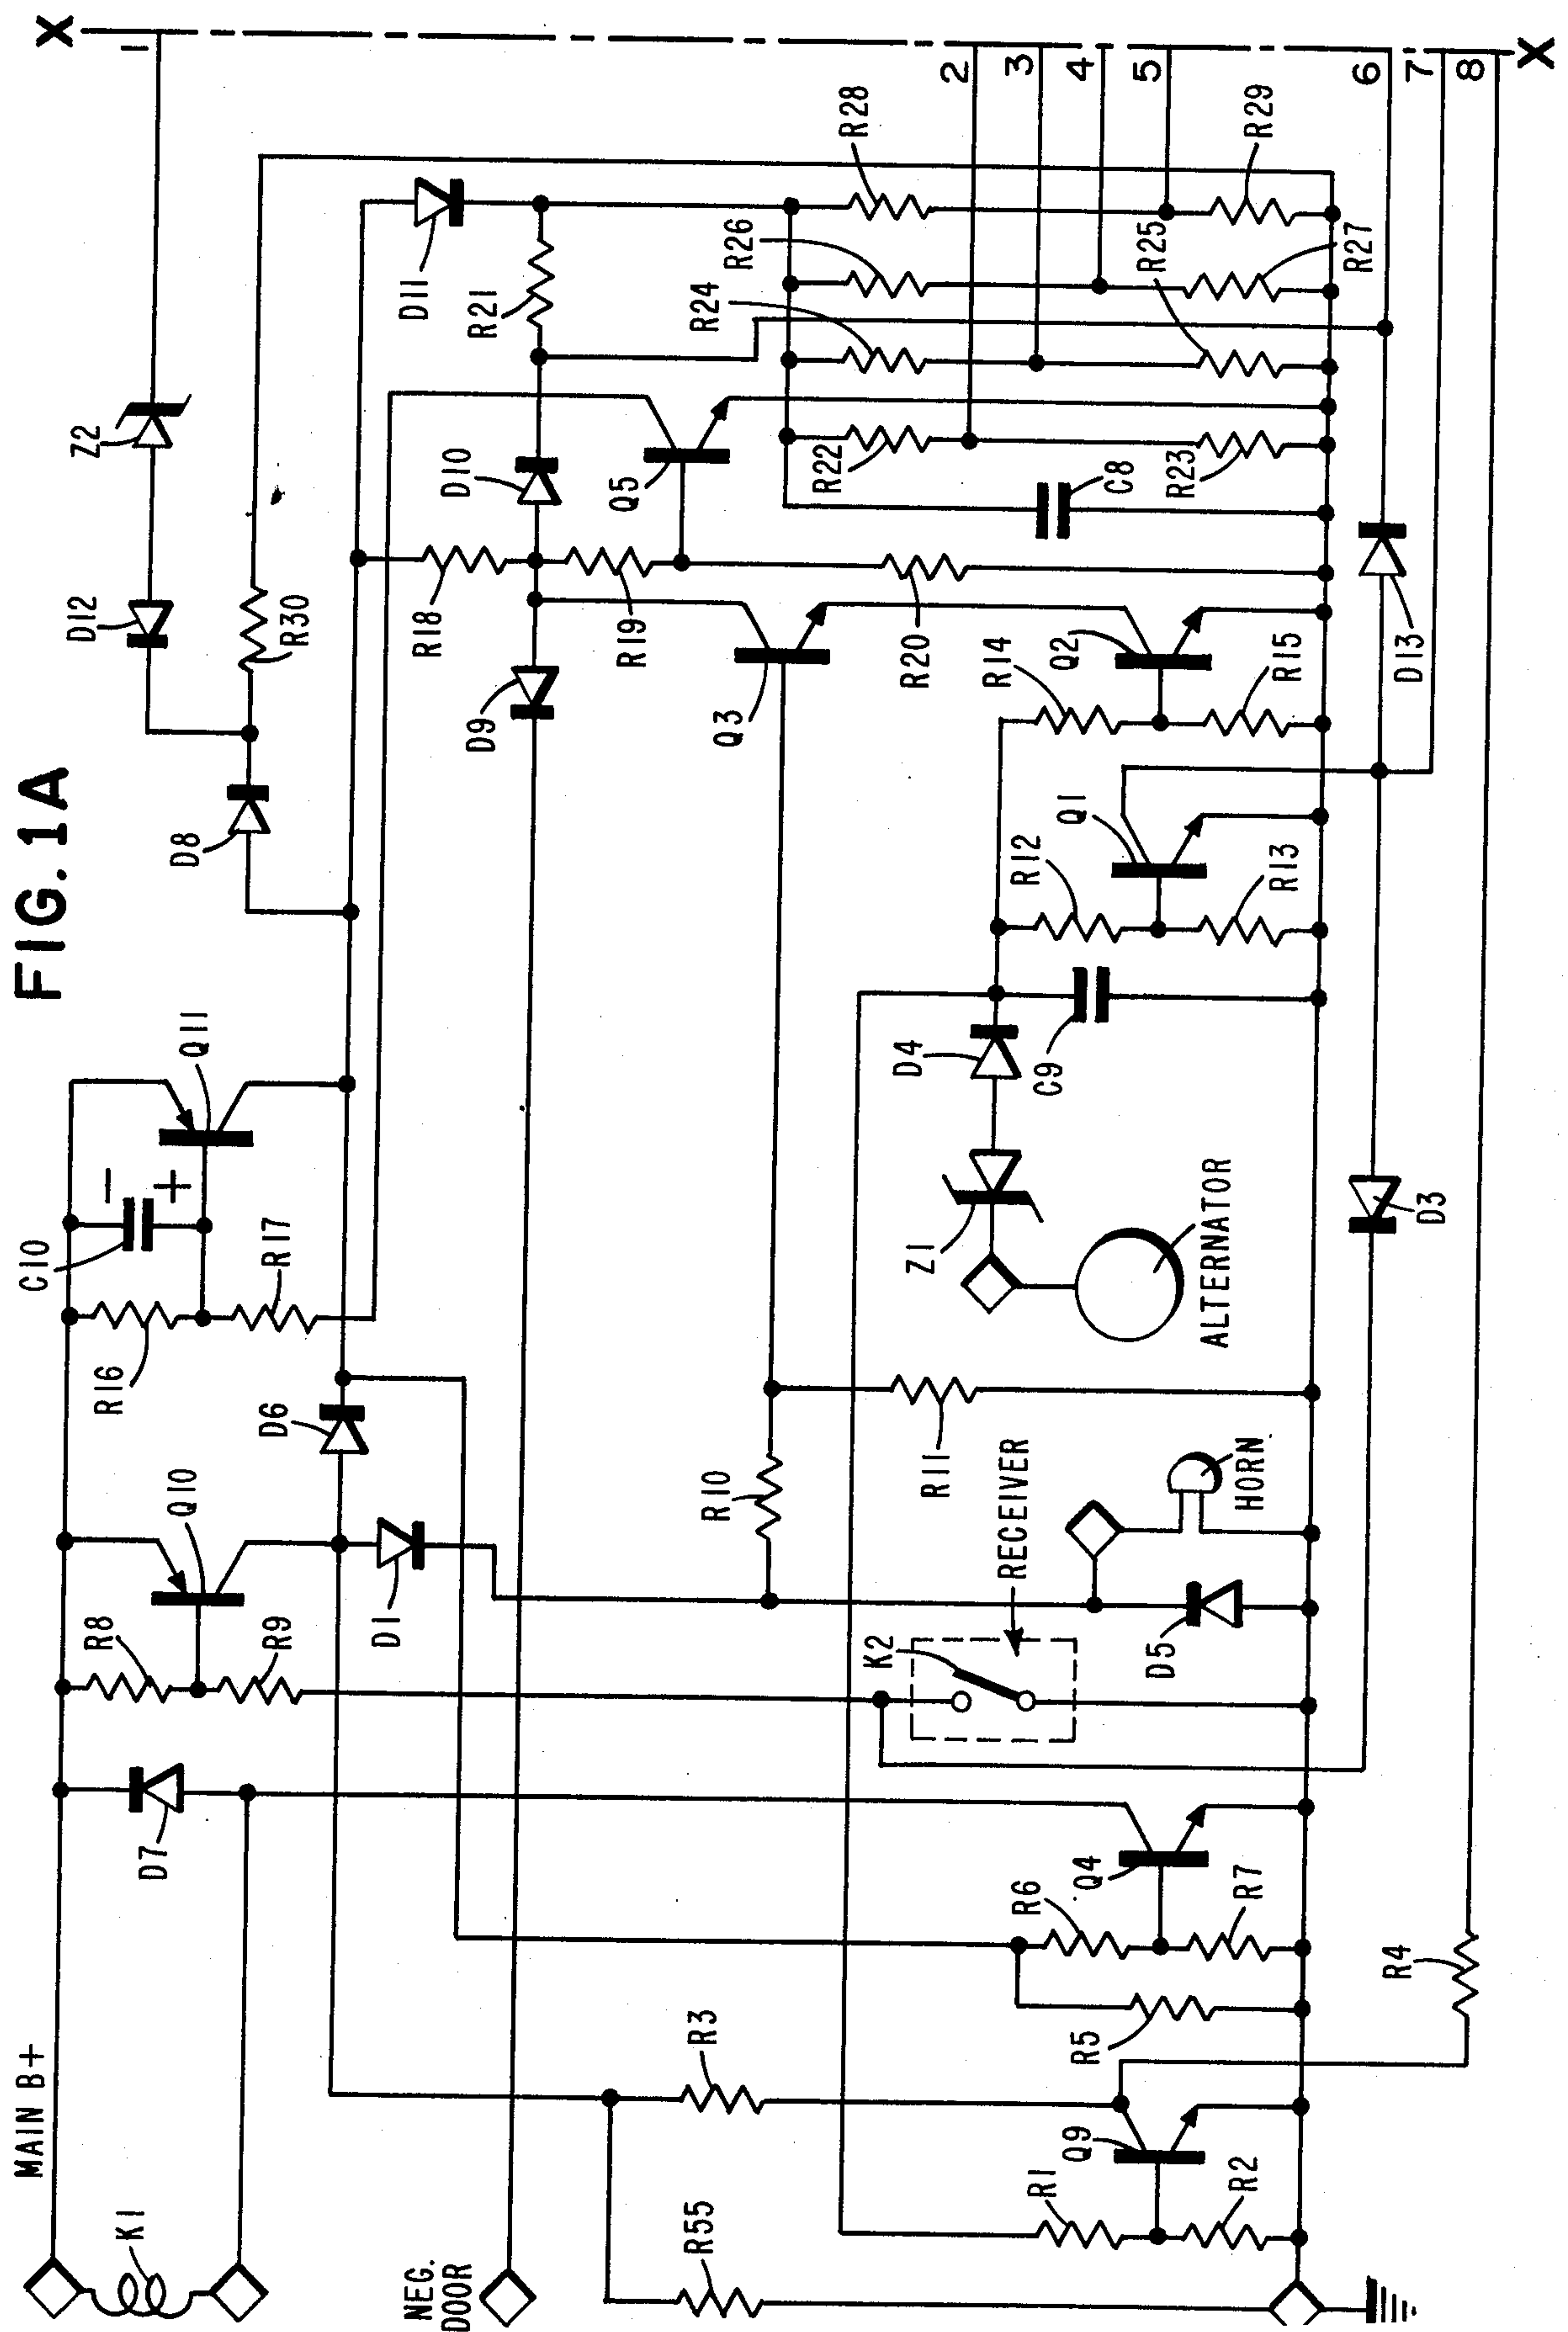 FIG. 1A
X
1
2
3
4
5
6
7
8
X
MAIN B+
K1
NEG.
DOOR
D7
R8
R9
Q10
R16
C10
−
+
R17
Q11
D8
D12
Z2
R30
D6
D1
D9
R18
D10
R21
D11
R19
Q5
R10
Q3
R20
R22
R24
R26
R28
R55
R3
K2
RECEIVER
R11
Z1
D4
C9
R12
Q1
R14
Q2
C8
R23
R25
R27
R29
R1
Q9
R2
R5
R6
Q4
R7
D5
HORN
ALTERNATOR
R13
R15
R4
D3
D13